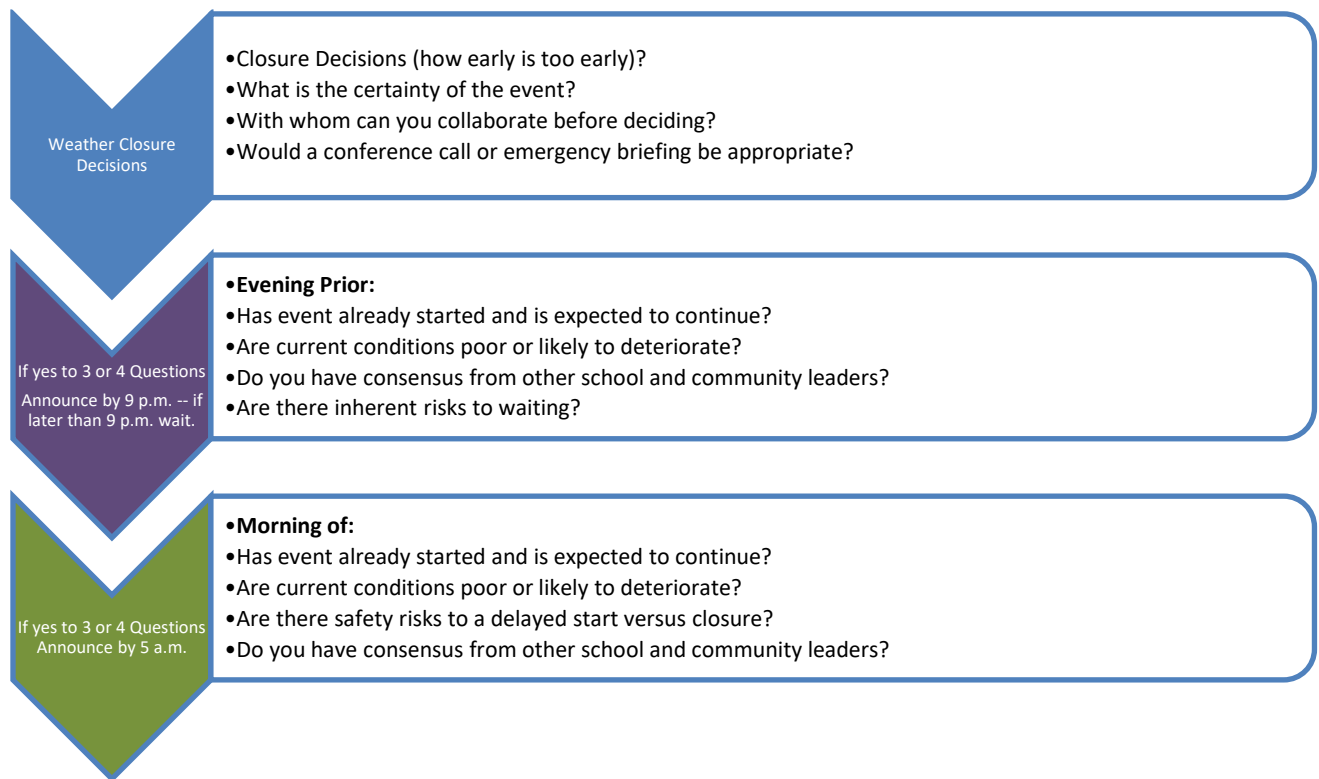 Weather Closure
Decisions
•Closure Decisions (how early is too early)?
•What is the certainty of the event?
•With whom can you collaborate before deciding?
•Would a conference call or emergency briefing be appropriate?
If yes to 3 or 4 Questions
Announce by 9 p.m. -- if
later than 9 p.m. wait.
•Evening Prior:
•Has event already started and is expected to continue?
•Are current conditions poor or likely to deteriorate?
•Do you have consensus from other school and community leaders?
•Are there inherent risks to waiting?
If yes to 3 or 4 Questions
Announce by 5 a.m.
•Morning of:
•Has event already started and is expected to continue?
•Are current conditions poor or likely to deteriorate?
•Are there safety risks to a delayed start versus closure?
•Do you have consensus from other school and community leaders?